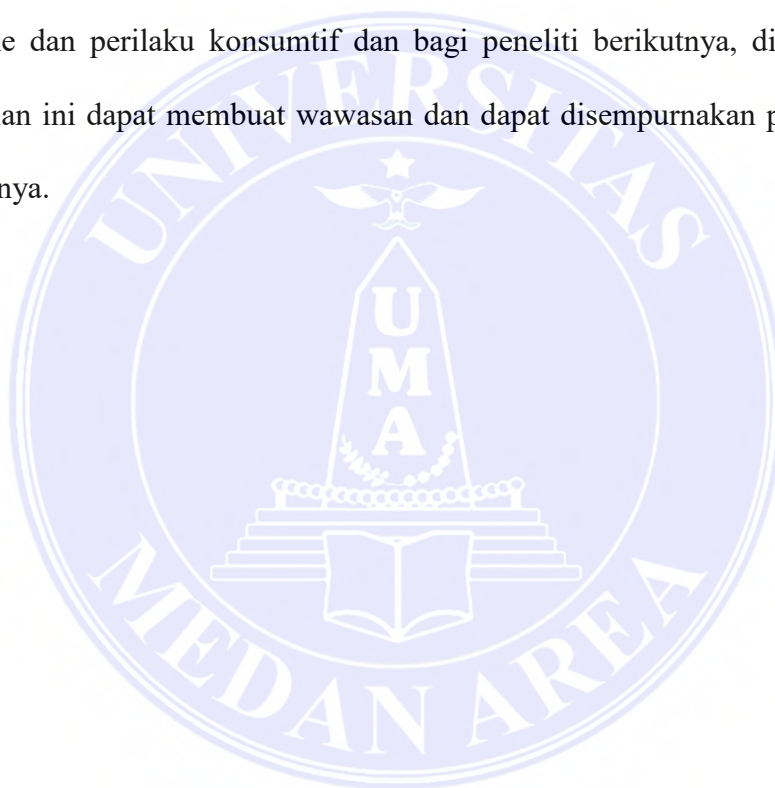 e dan perilaku konsumtif dan bagi peneliti berikutnya, di
an ini dapat membuat wawasan dan dapat disempurnakan p
nya.
UNIVERSITAS
UMA
MEDAN AREA